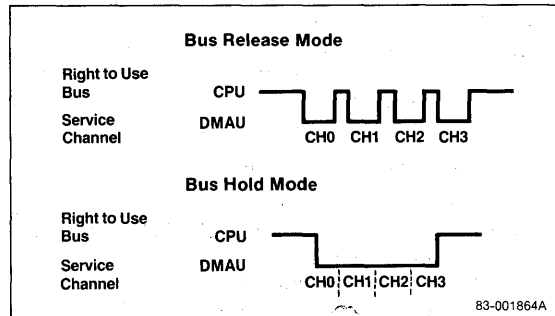 Bus Release Mode
Right to Use Bus CPU
Service Channel DMAU
CH0 CH1 CH2 CH3
Bus Hold Mode
Right to Use Bus CPU
Service Channel DMAU
CH0 CH1 CH2 CH3
83-001864A